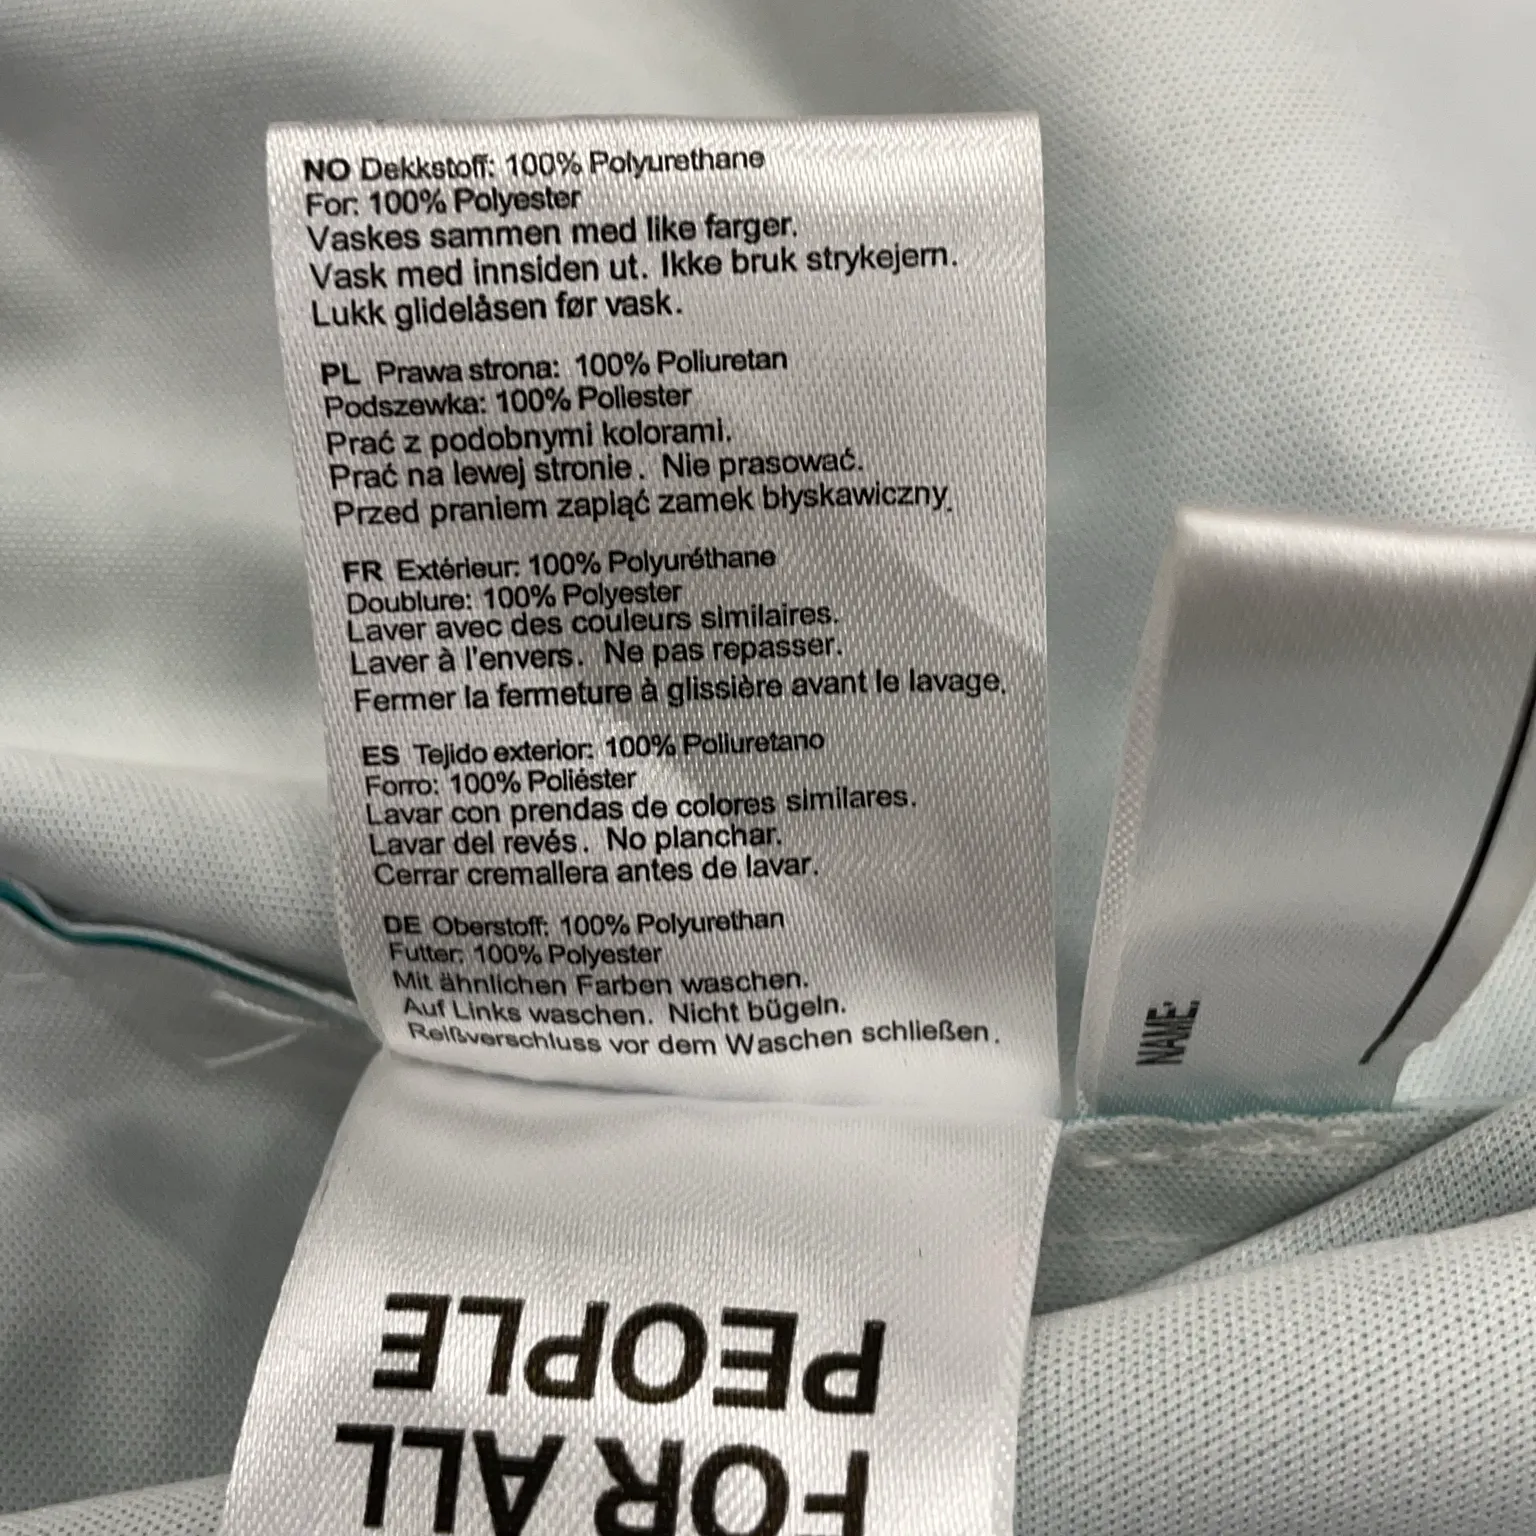 NO Dekkstoff: 100% Polyurethane
For: 100% Polyester
Vaskes sammen med like farger.
Vask med innsiden ut. Ikke bruk strykejern.
Lukk glidelåsen før vask.
PL Prawa strona: 100% Poliuretan
Podszewka: 100% Poliester
Prać z podobnymi kolorami.
Prać na lewej stronie. Nie prasować.
Przed praniem zapiąć zamek błyskawiczny.
FR Extérieur: 100% Polyuréthane
Doublure: 100% Polyester
Laver avec des couleurs similaires.
Laver à l'envers. Ne pas repasser.
Fermer la fermeture à glissière avant le lavage.
ES Tejido exterior: 100% Poliuretano
Forro: 100% Poliéster
Lavar con prendas de colores similares.
Lavar del revés. No planchar.
Cerrar cremallera antes de lavar.
DE Oberstoff: 100% Polyurethan
Futter: 100% Polyester
Mit ähnlichen Farben waschen.
Auf Links waschen. Nicht bügeln.
Reißverschluss vor dem Waschen schließen.
NAME:
FOR ALL
PEOPLE